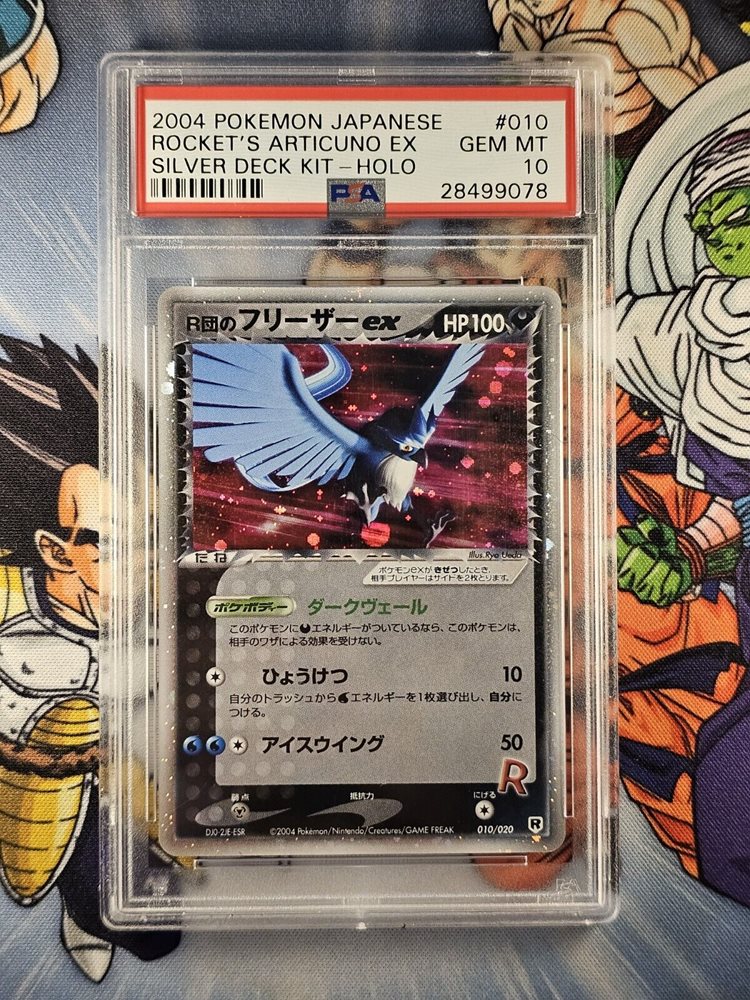 2004 POKEMON JAPANESE #010
ROCKET'S ARTICUNO EX GEM MT
SILVER DECK KIT-HOLO 10
PSA 28499078
R団のフリーザーex HP100
たね Illus.Ryo Ueda
ポケモンexがきぜつしたとき、
相手プレイヤーはサイドを2枚とります。
ポケボディー ダークヴェール
このポケモンにエネルギーがついているなら、このポケモンは、
相手のワザによる効果を受けない。
ひょうけつ 10
自分のトラッシュからエネルギーを1枚選び出し、自分に
つける。
アイスウイング 50
R
弱点 抵抗力 にげる
DJ0-2JE-ESR ©2004 Pokémon/Nintendo/Creatures/GAME FREAK 010/020 R